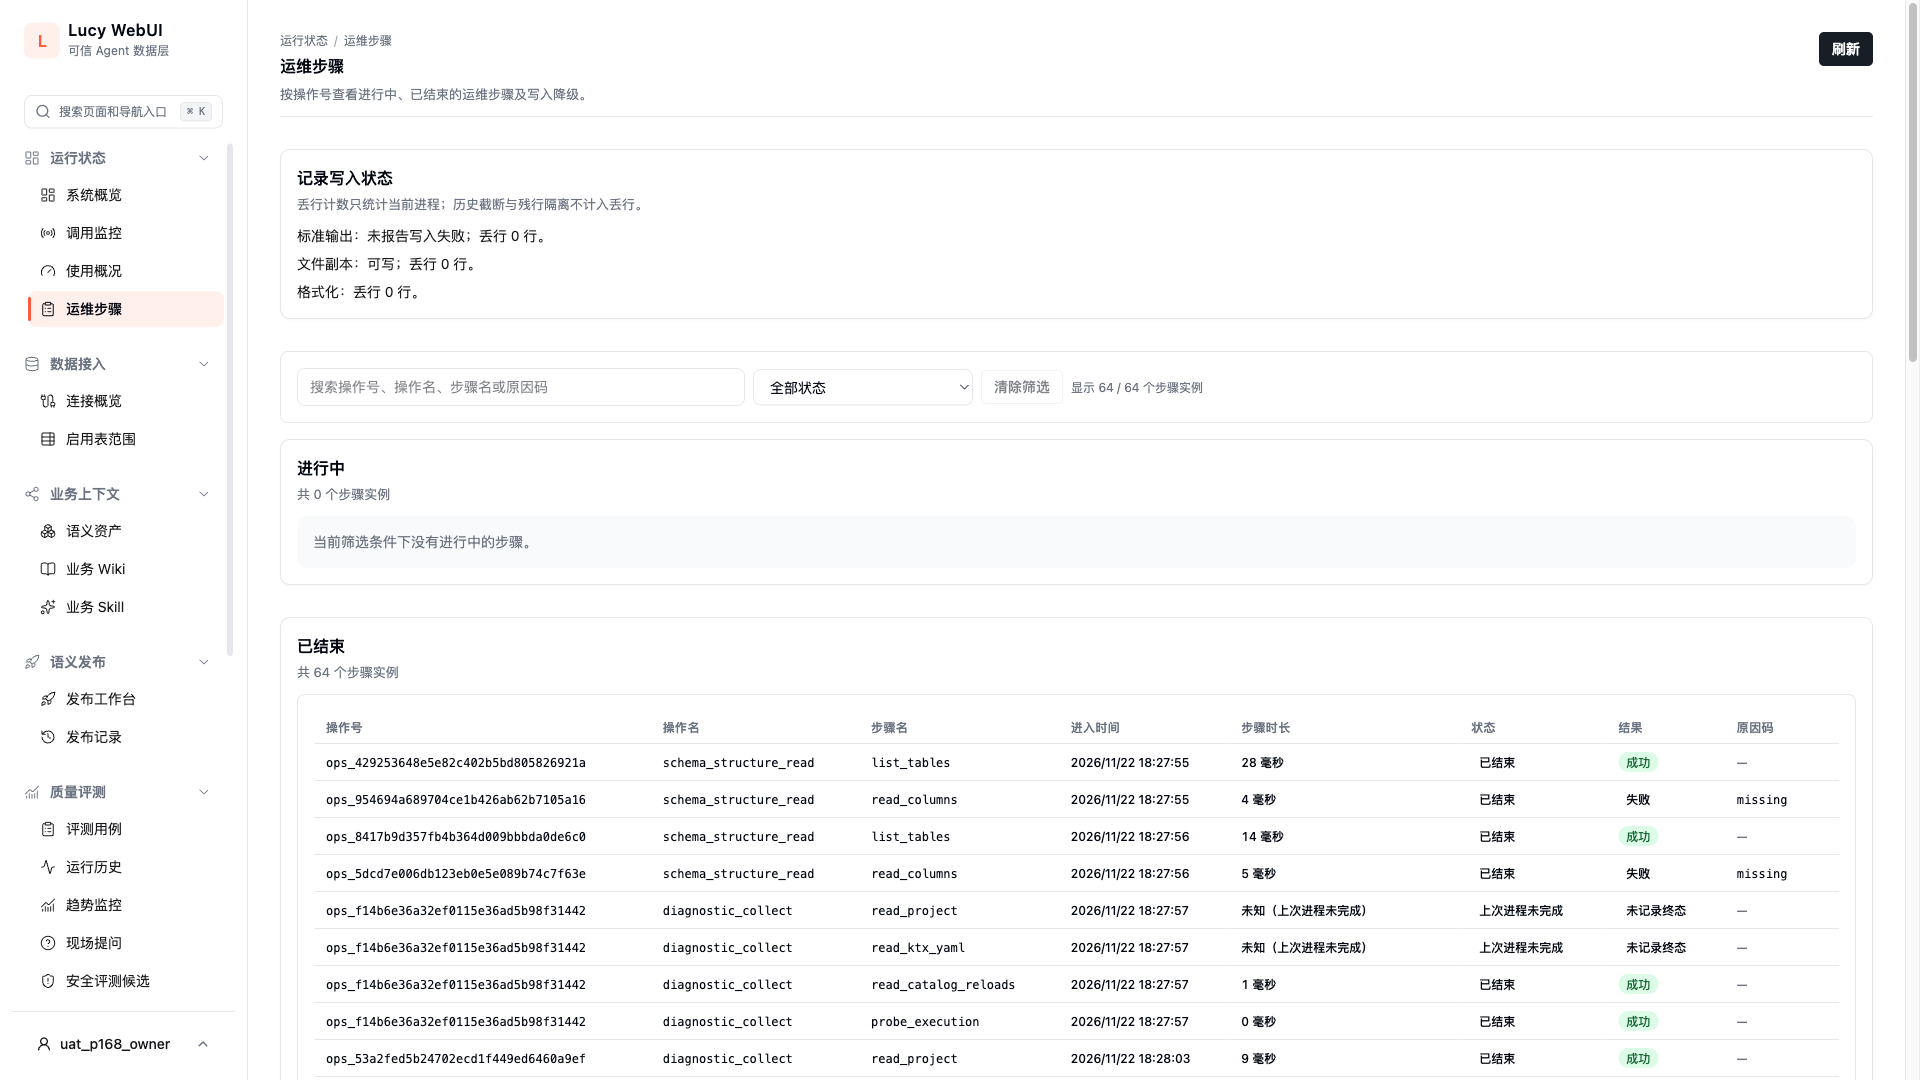 L
Lucy WebUI
可信 Agent 数据层
搜索页面和导航入口 ⌘ K
运行状态
系统概览
调用监控
使用概况
运维步骤
数据接入
连接概览
启用表范围
业务上下文
语义资产
业务 Wiki
业务 Skill
语义发布
发布工作台
发布记录
质量评测
评测用例
运行历史
趋势监控
现场提问
安全评测候选
uat_p168_owner
运行状态 / 运维步骤
运维步骤
按操作号查看进行中、已结束的运维步骤及写入降级。
刷新
记录写入状态
丢行计数只统计当前进程；历史截断与残行隔离不计入丢行。
标准输出：未报告写入失败；丢行 0 行。
文件副本：可写；丢行 0 行。
格式化：丢行 0 行。
搜索操作号、操作名、步骤名或原因码 全部状态 清除筛选 显示 64 / 64 个步骤实例
进行中
共 0 个步骤实例
当前筛选条件下没有进行中的步骤。
已结束
共 64 个步骤实例
操作号 操作名 步骤名 进入时间 步骤时长 状态 结果 原因码
ops_429253648e5e82c402b5bd805826921a schema_structure_read list_tables 2026/11/22 18:27:55 28 毫秒 已结束 成功 —
ops_954694a689704ce1b426ab62b7105a16 schema_structure_read read_columns 2026/11/22 18:27:55 4 毫秒 已结束 失败 missing
ops_8417b9d357fb4b364d009bbbda0de6c0 schema_structure_read list_tables 2026/11/22 18:27:56 14 毫秒 已结束 成功 —
ops_5dcd7e006db123eb0e5e089b74c7f63e schema_structure_read read_columns 2026/11/22 18:27:56 5 毫秒 已结束 失败 missing
ops_f14b6e36a32ef0115e36ad5b98f31442 diagnostic_collect read_project 2026/11/22 18:27:57 未知（上次进程未完成） 上次进程未完成 未记录终态 —
ops_f14b6e36a32ef0115e36ad5b98f31442 diagnostic_collect read_ktx_yaml 2026/11/22 18:27:57 未知（上次进程未完成） 上次进程未完成 未记录终态 —
ops_f14b6e36a32ef0115e36ad5b98f31442 diagnostic_collect read_catalog_reloads 2026/11/22 18:27:57 1 毫秒 已结束 成功 —
ops_f14b6e36a32ef0115e36ad5b98f31442 diagnostic_collect probe_execution 2026/11/22 18:27:57 0 毫秒 已结束 成功 —
ops_53a2fed5b24702ecd1f449ed6460a9ef diagnostic_collect read_project 2026/11/22 18:28:03 9 毫秒 已结束 成功 —